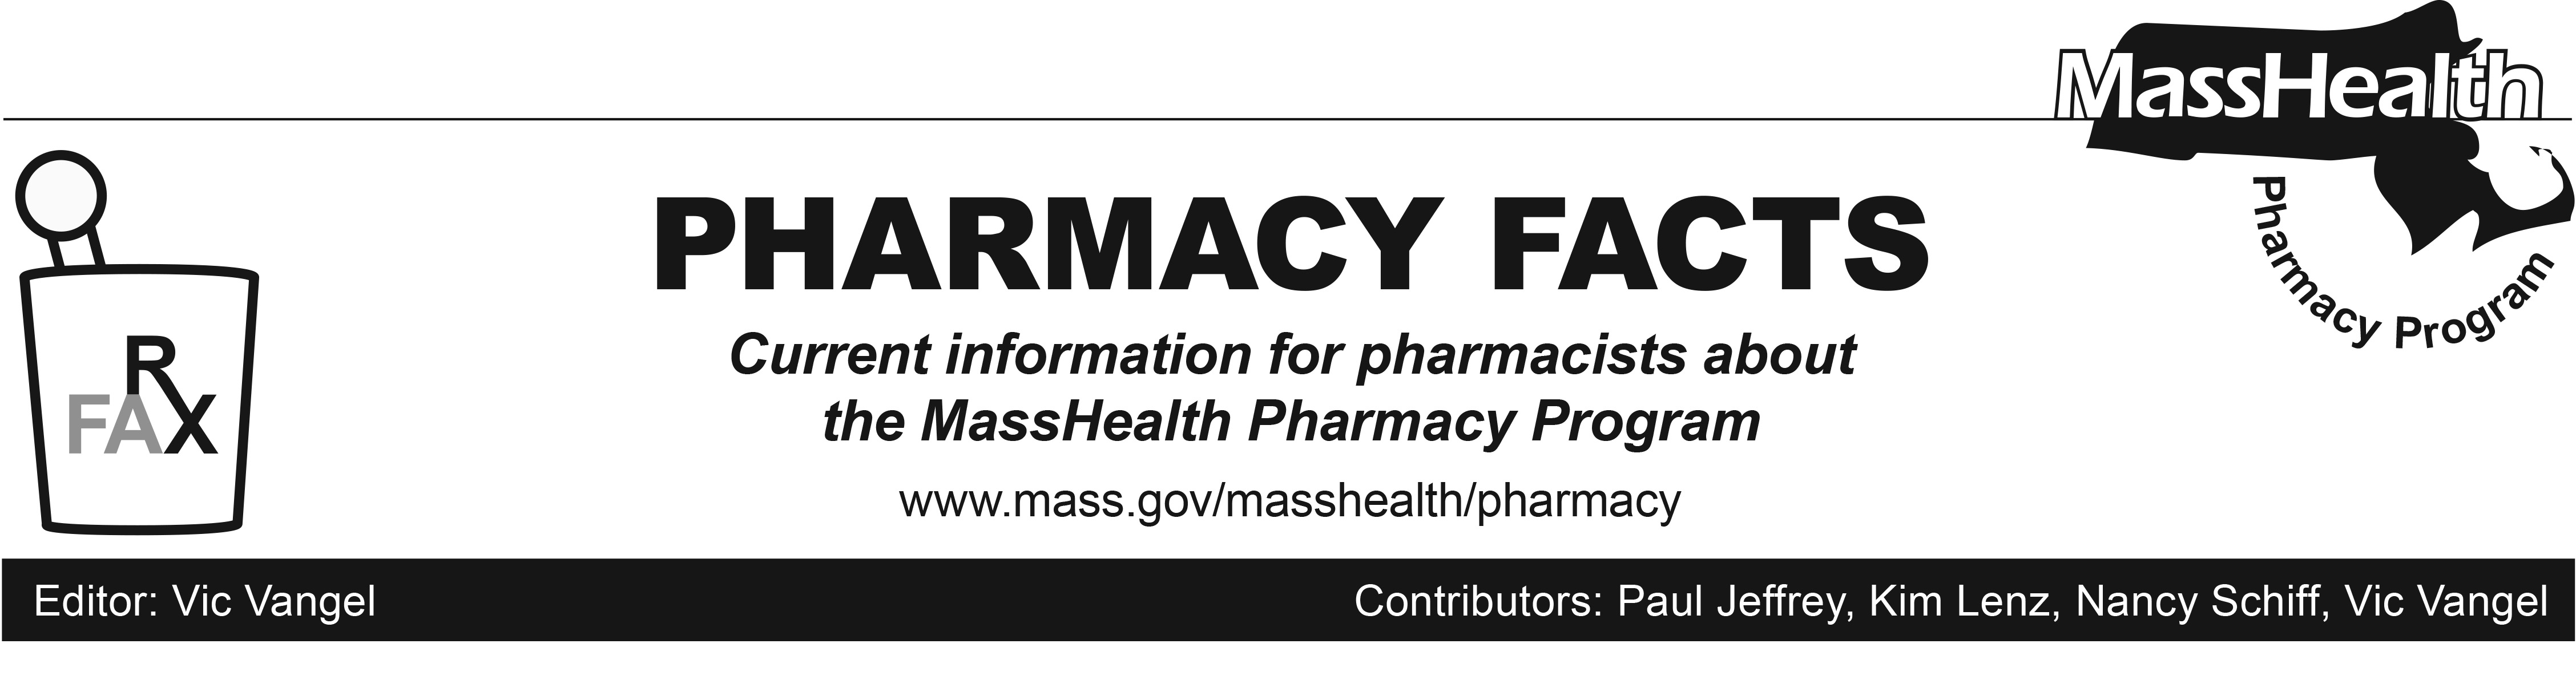 MassHealth
Pharmacy Program
RX
FAX
PHARMACY FACTS
Current information for pharmacists about
the MassHealth Pharmacy Program
www.mass.gov/masshealth/pharmacy
Editor: Vic Vangel
Contributors: Paul Jeffrey, Kim Lenz, Nancy Schiff, Vic Vangel